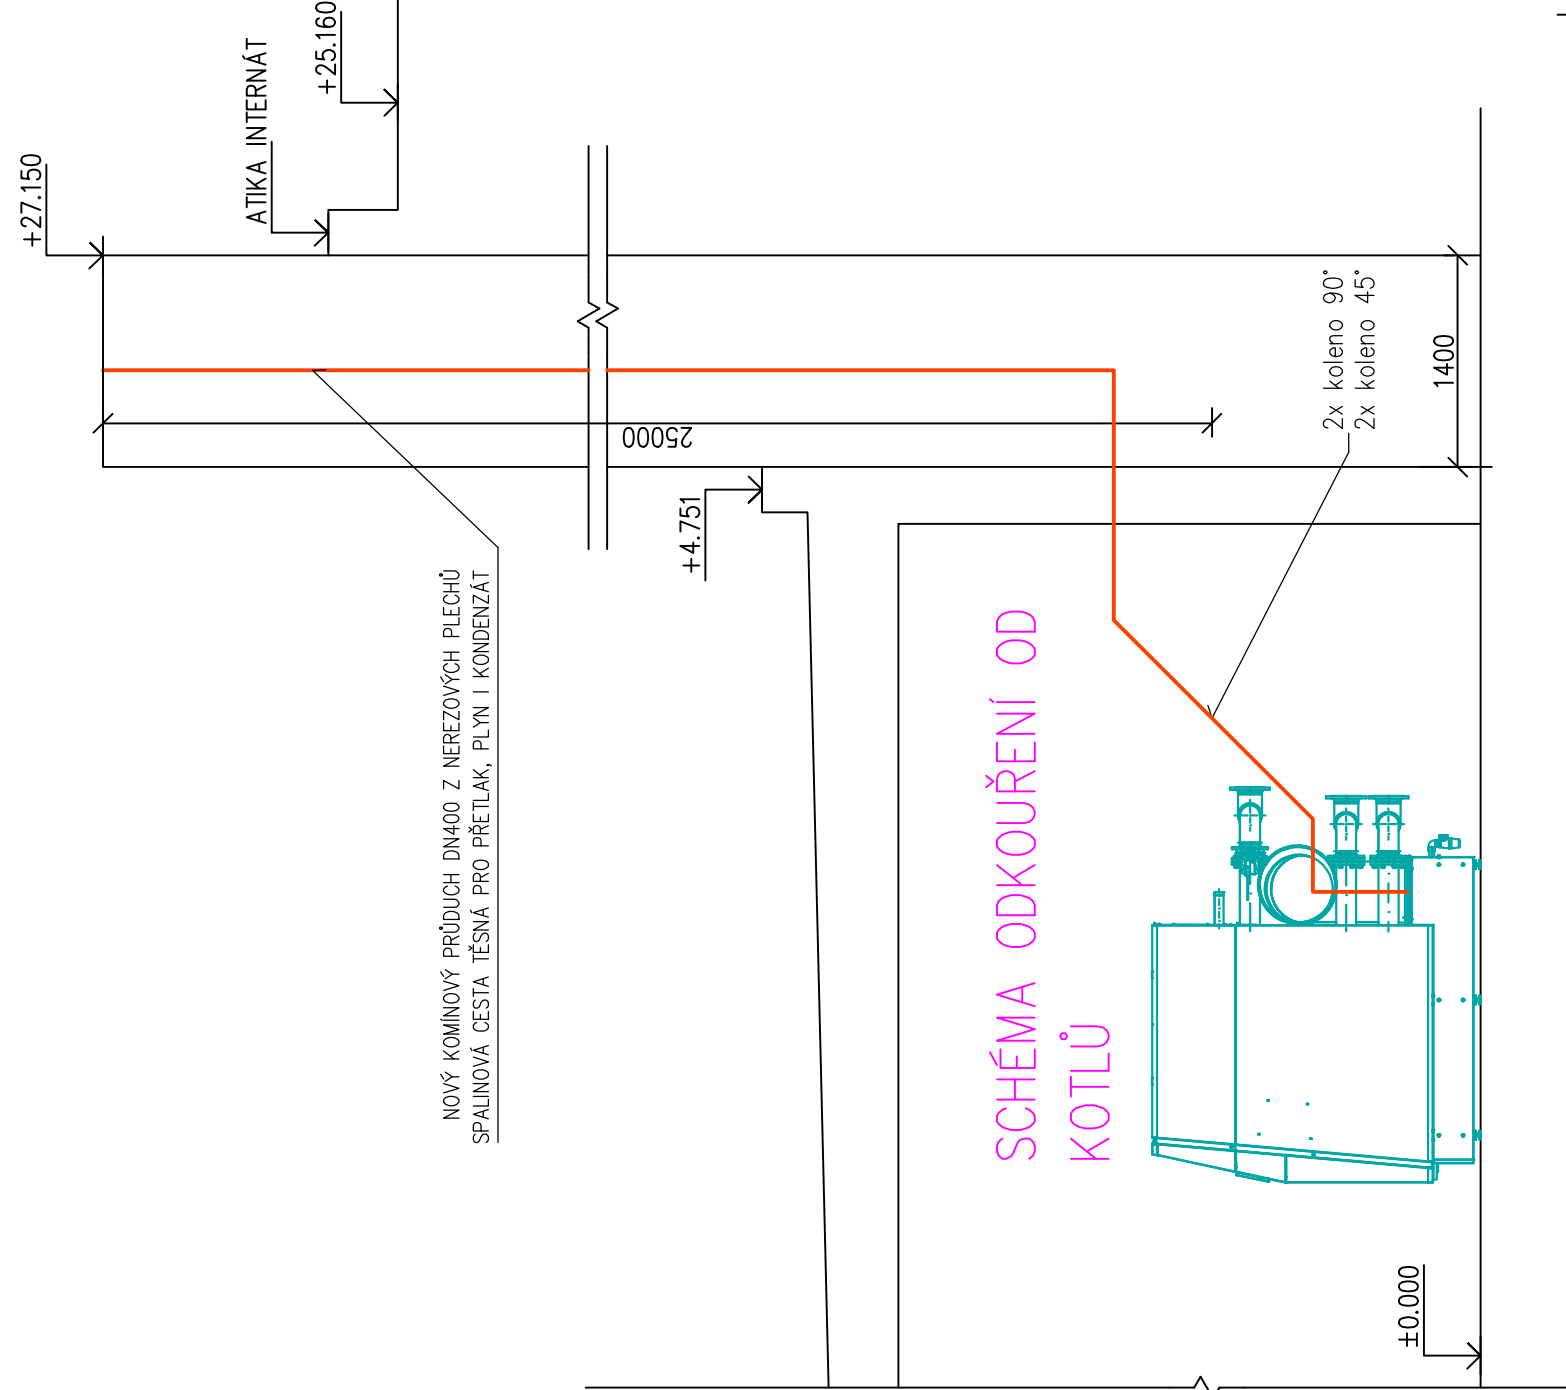 +27.150
ATIKA INTERNÁT
+25.160
NOVÝ KOMÍNOVÝ PRŮDUCH DN400 Z NEREZOVÝCH PLECHŮ
SPALINOVÁ CESTA TĚSNÁ PRO PŘETLAK, PLYN I KONDENZÁT
25000
+4.751
SCHÉMA ODKOUŘENÍ OD
KOTLŮ
2x koleno 90°
2x koleno 45°
1400
±0.000